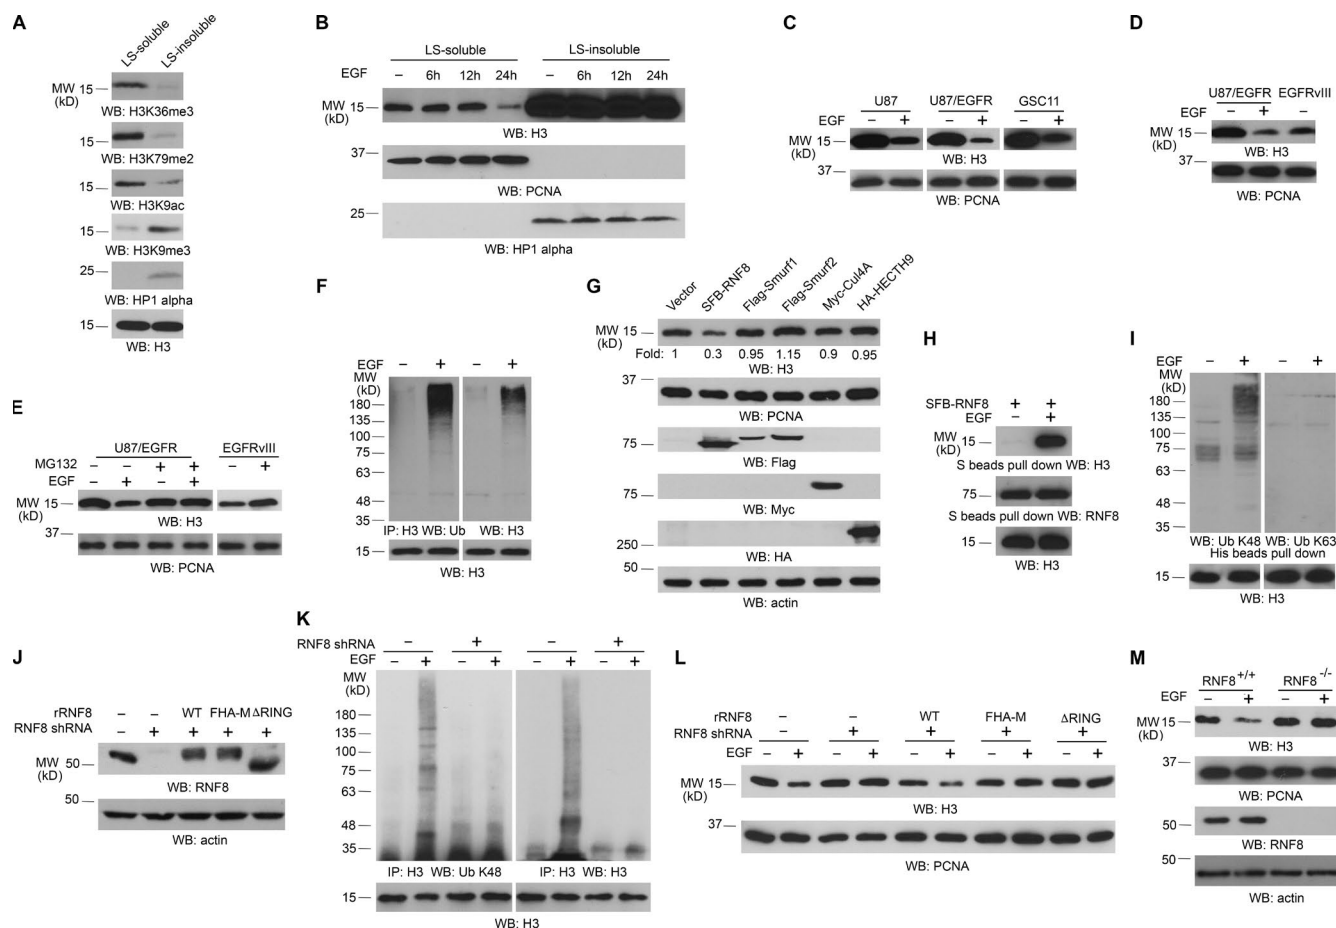 A
LS-soluble
LS-insoluble
MW 15
(kD)
WB: H3K36me3
15
WB: H3K79me2
15
WB: H3K9ac
15
WB: H3K9me3
25
WB: HP1 alpha
15
WB: H3
B
LS-soluble LS-insoluble
EGF – 6h 12h 24h – 6h 12h 24h
MW 15
(kD)
WB: H3
37
WB: PCNA
25
WB: HP1 alpha
C
U87 U87/EGFR GSC11
EGF – + – + – +
MW 15
(kD)
WB: H3
37
WB: PCNA
D
U87/EGFR EGFRvIII
EGF – + –
MW 15
(kD)
WB: H3
37
WB: PCNA
E
U87/EGFR EGFRvIII
MG132 – – + + – +
EGF – + – +
MW 15
(kD)
WB: H3
37
WB: PCNA
F
EGF – + – +
MW
(kD)
180
135
100
75
63
48
35
IP: H3 WB: Ub WB: H3
15
WB: H3
G
Vector
SFB-RNF8
Flag-Smurf1
Flag-Smurf2
Myc-Cul4A
HA-HECTH9
MW 15
(kD)
Fold: 1 0.3 0.95 1.15 0.9 0.95
WB: H3
37
WB: PCNA
75
WB: Flag
75
WB: Myc
WB: HA
250
50
WB: actin
H
SFB-RNF8 + +
EGF – +
MW 15
(kD)
S beads pull down WB: H3
75
S beads pull down WB: RNF8
15
WB: H3
I
EGF – + – +
MW
(kD)
180
135
100
75
63
48
35
WB: Ub K48 WB: Ub K63
His beads pull down
15
WB: H3
J
rRNF8 – – WT FHA-M ΔRING
RNF8 shRNA – + + + +
MW 50
(kD)
WB: RNF8
50
WB: actin
K
RNF8 shRNA – + – +
EGF – + – + – + – +
MW
(kD)
180
135
100
75
63
48
35
IP: H3 WB: Ub K48 IP: H3 WB: H3
15
WB: H3
L
rRNF8 – – WT FHA-M ΔRING
RNF8 shRNA – + + + +
EGF – + – + – + – + – +
MW 15
(kD)
WB: H3
37
WB: PCNA
M
RNF8+/+ RNF8-/-
EGF – + – +
MW 15
(kD)
WB: H3
37
WB: PCNA
50
WB: RNF8
50
WB: actin